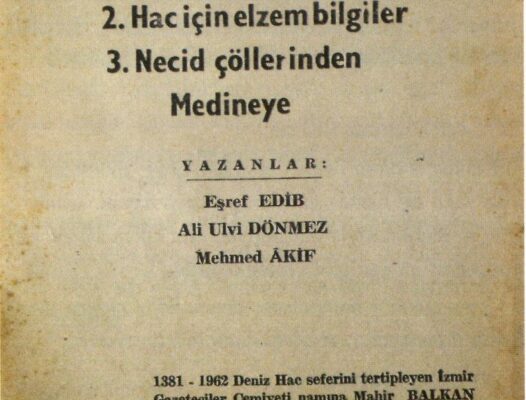 2. Hac için elzem bilgiler
3. Necid çöllerinden
Medineye
YAZANLAR:
Eşref EDİB
Ali Ulvi DÖNMEZ
Mehmed ÂKİF
1381 - 1962 Deniz Hac seferini tertipleyen İzmir
Gazeteciler Cemiyeti namına Mahir BALKAN